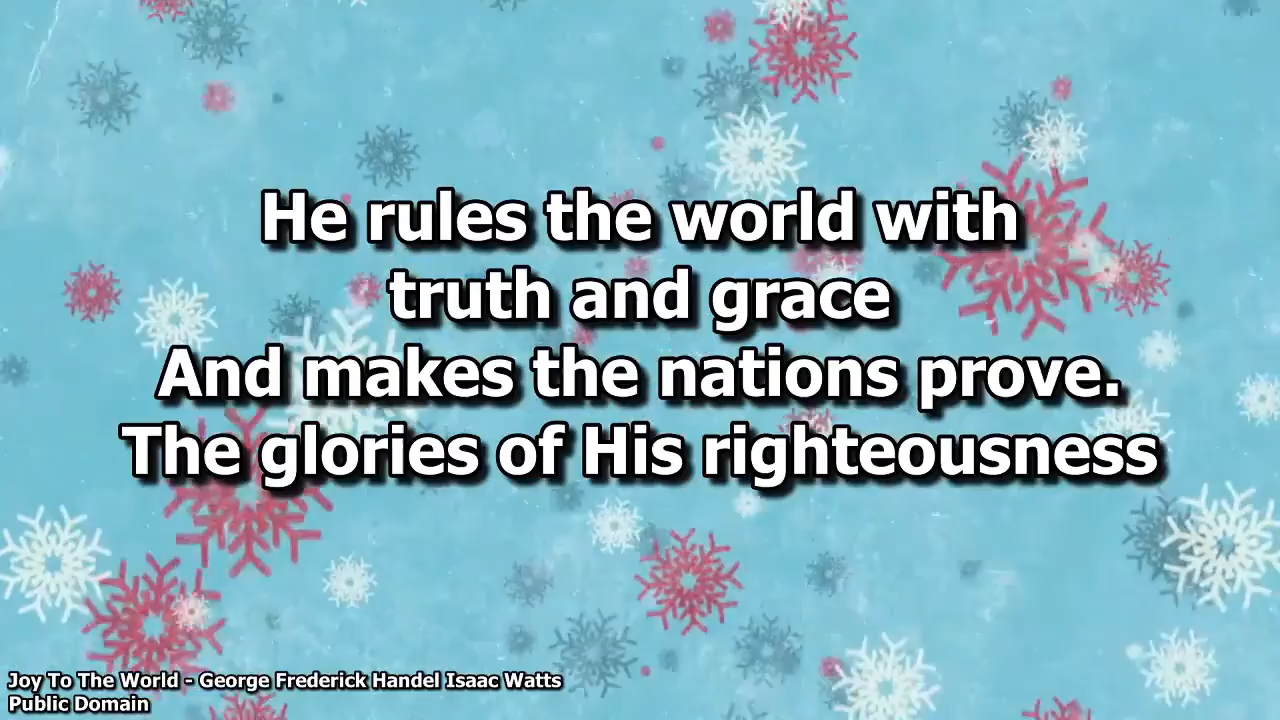 He rules the world with
truth and grace
And makes the nations prove.
The glories of His righteousness
Joy To The World - George Frederick Handel Isaac Watts
Public Domain